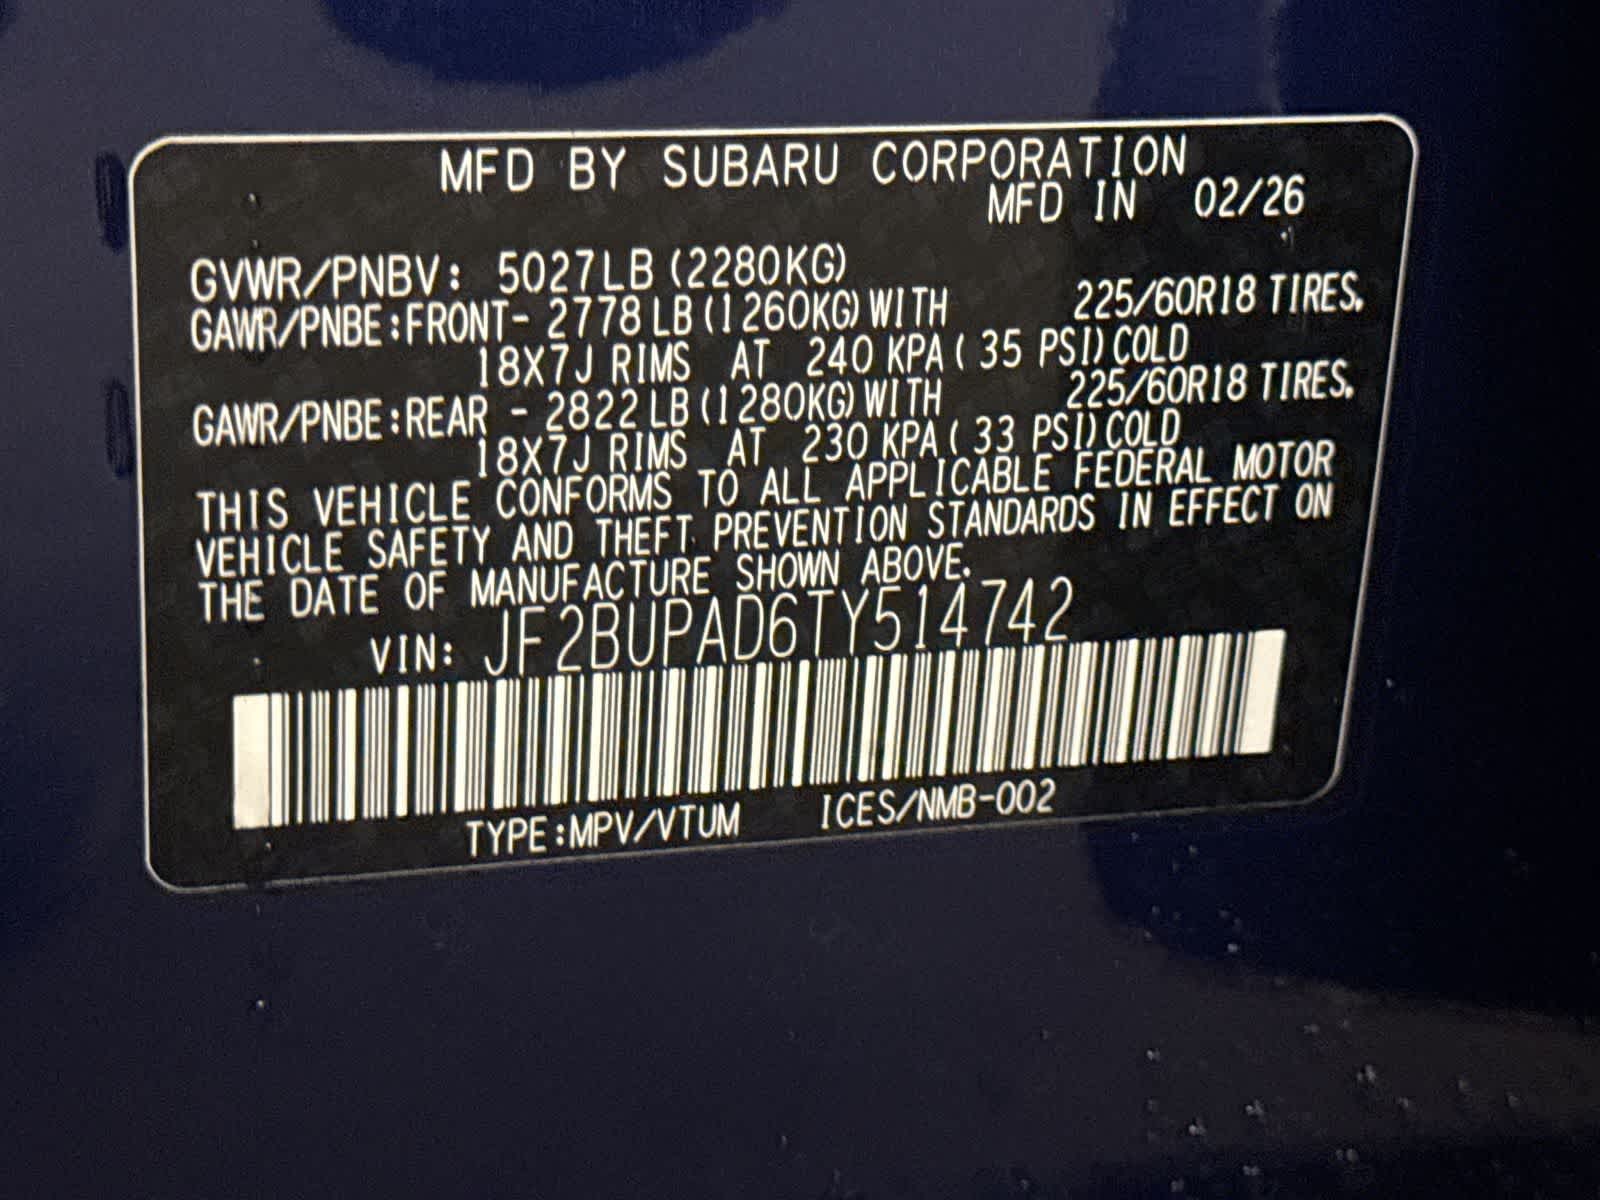 MFD BY SUBARU CORPORATION
MFD IN 02/26
GVWR/PNBV: 5027LB (2280KG)
GAWR/PNBE:FRONT- 2778 LB (1260KG) WITH 225/60R18 TIRES.
18X7J RIMS AT 240 KPA ( 35 PSI) COLD
GAWR/PNBE:REAR - 2822 LB (1280KG) WITH 225/60R18 TIRES.
18X7J RIMS AT 230 KPA ( 33 PSI) COLD
THIS VEHICLE CONFORMS TO ALL APPLICABLE FEDERAL MOTOR
VEHICLE SAFETY AND THEFT PREVENTION STANDARDS IN EFFECT ON
THE DATE OF MANUFACTURE SHOWN ABOVE.
VIN: JF2BUPAD6TY514742
TYPE:MPV/VTUM ICES/NMB-002